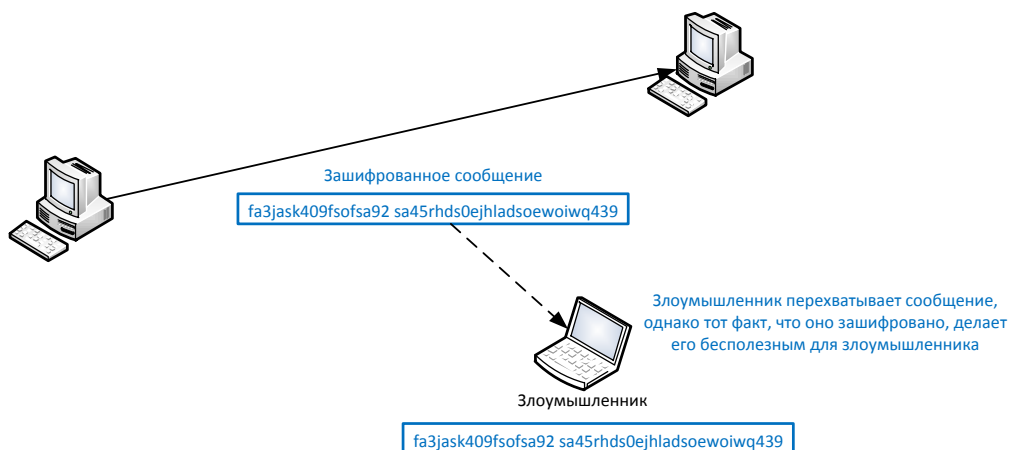 Зашифрованное сообщение
fa3jask409fsofsa92 sa45rhds0ejhladsoewoiwq439
Злоумышленник перехватывает сообщение,
однако тот факт, что оно зашифровано, делает
его бесполезным для злоумышленника
Злоумышленник
fa3jask409fsofsa92 sa45rhds0ejhladsoewoiwq439